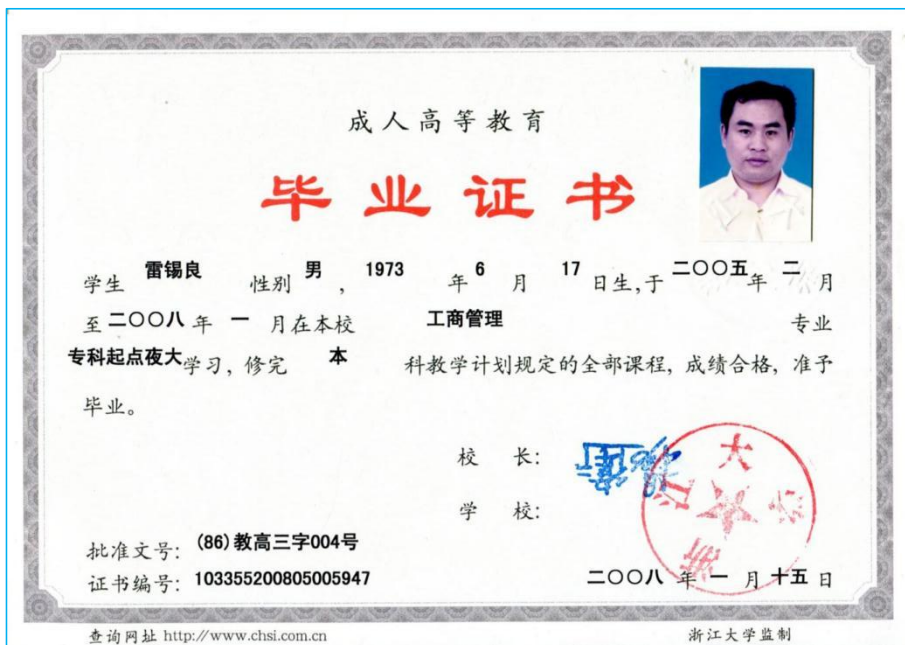 成人高等教育
毕业证书
学生 雷锡良 性别 男, 1973 年 6 月 17 日生,于 二〇〇五 年 二 月
至 二〇〇八 年 一 月在本校 工商管理 专业
专科起点夜大 学习, 修完 本 科教学计划规定的全部课程, 成绩合格, 准予
毕业。
校 长:
学 校:
浙江大学
批准文号: (86)教高三字004号
证书编号: 103355200805005947
二〇〇八 年 一 月 十五 日
查询网址 http://www.chsi.com.cn
浙江大学监制